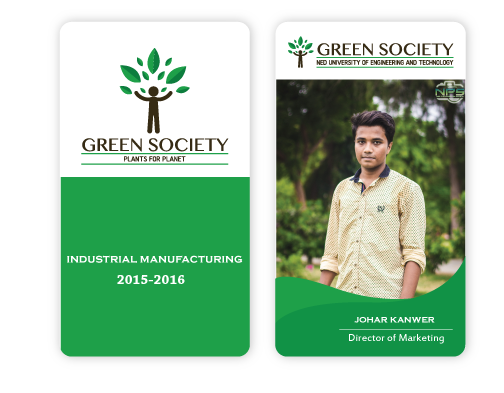 GREEN SOCIETY
PLANTS FOR PLANET
INDUSTRIAL MANUFACTURING
2015-2016
GREEN SOCIETY
NED UNIVERSITY OF ENGINEERING AND TECHNOLOGY
JOHAR KANWER
Director of Marketing